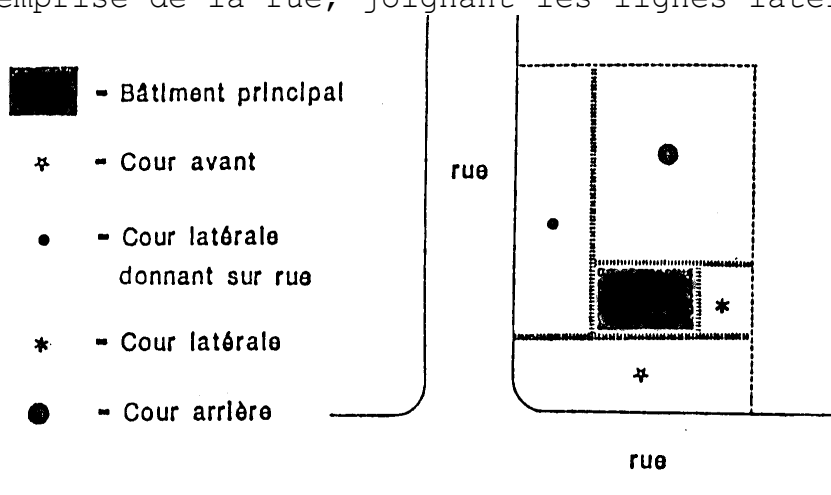 emprise de la rue, joignant les lignes laté
- Bâtiment principal
- Cour avant
- Cour latérale
donnant sur rue
- Cour latérale
- Cour arrière
rue
rue